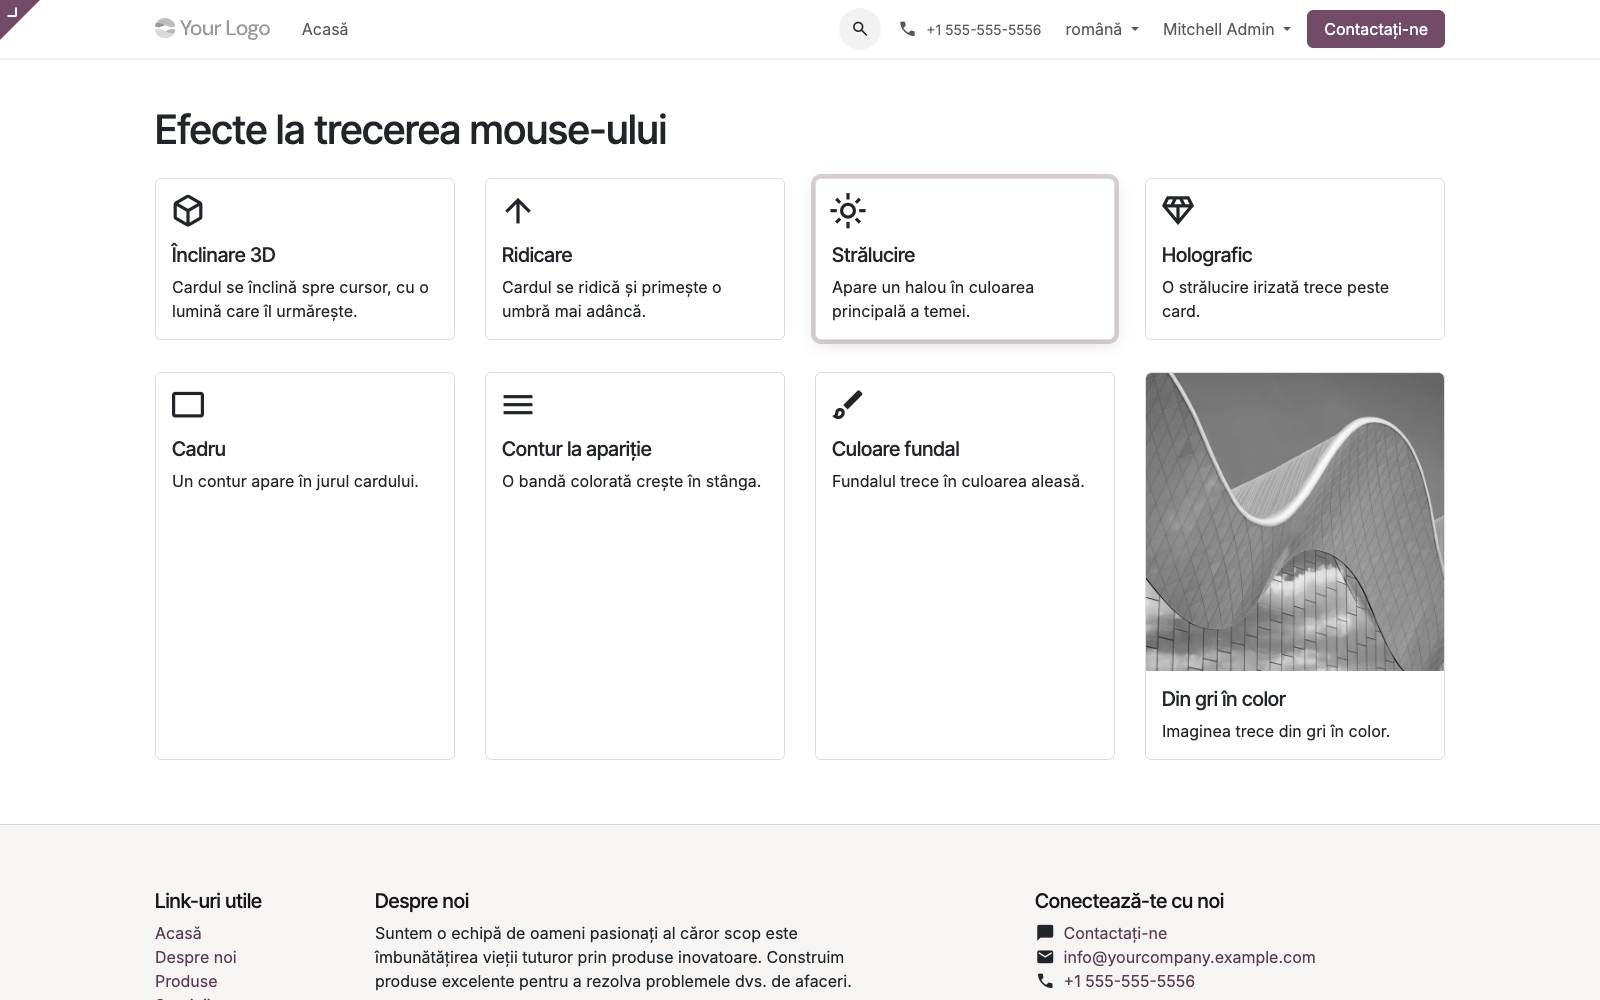 Your Logo
Acasă
+1 555-555-5556
română
Mitchell Admin
Contactați-ne
Efecte la trecerea mouse-ului
Înclinare 3D
Cardul se înclină spre cursor, cu o
lumină care îl urmărește.
Ridicare
Cardul se ridică și primește o
umbră mai adâncă.
Strălucire
Apare un halou în culoarea
principală a temei.
Holografic
O strălucire irizată trece peste
card.
Cadru
Un contur apare în jurul cardului.
Contur la apariție
O bandă colorată crește în stânga.
Culoare fundal
Fundalul trece în culoarea aleasă.
Din gri în color
Imaginea trece din gri în color.
Link-uri utile
Acasă
Despre noi
Produse
Despre noi
Suntem o echipă de oameni pasionați al căror scop este
îmbunătățirea vieții tuturor prin produse inovatoare. Construim
produse excelente pentru a rezolva problemele dvs. de afaceri.
Conectează-te cu noi
Contactați-ne
info@yourcompany.example.com
+1 555-555-5556